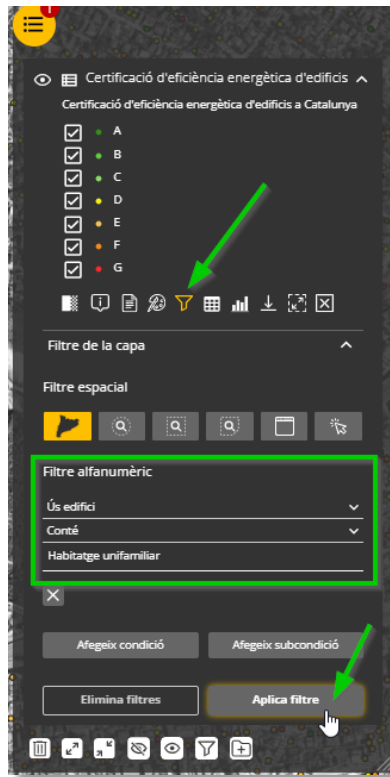 Certificació d'eficiència energètica d'edificis
Certificació d'eficiència energètica d'edificis a Catalunya
A
B
C
D
E
F
G
Filtre de la capa
Filtre espacial
Filtre alfanumèric
Ús edifici
Conté
Habitatge unifamiliar
Afegeix condició
Afegeix subcondició
Elimina filtres
Aplica filtre